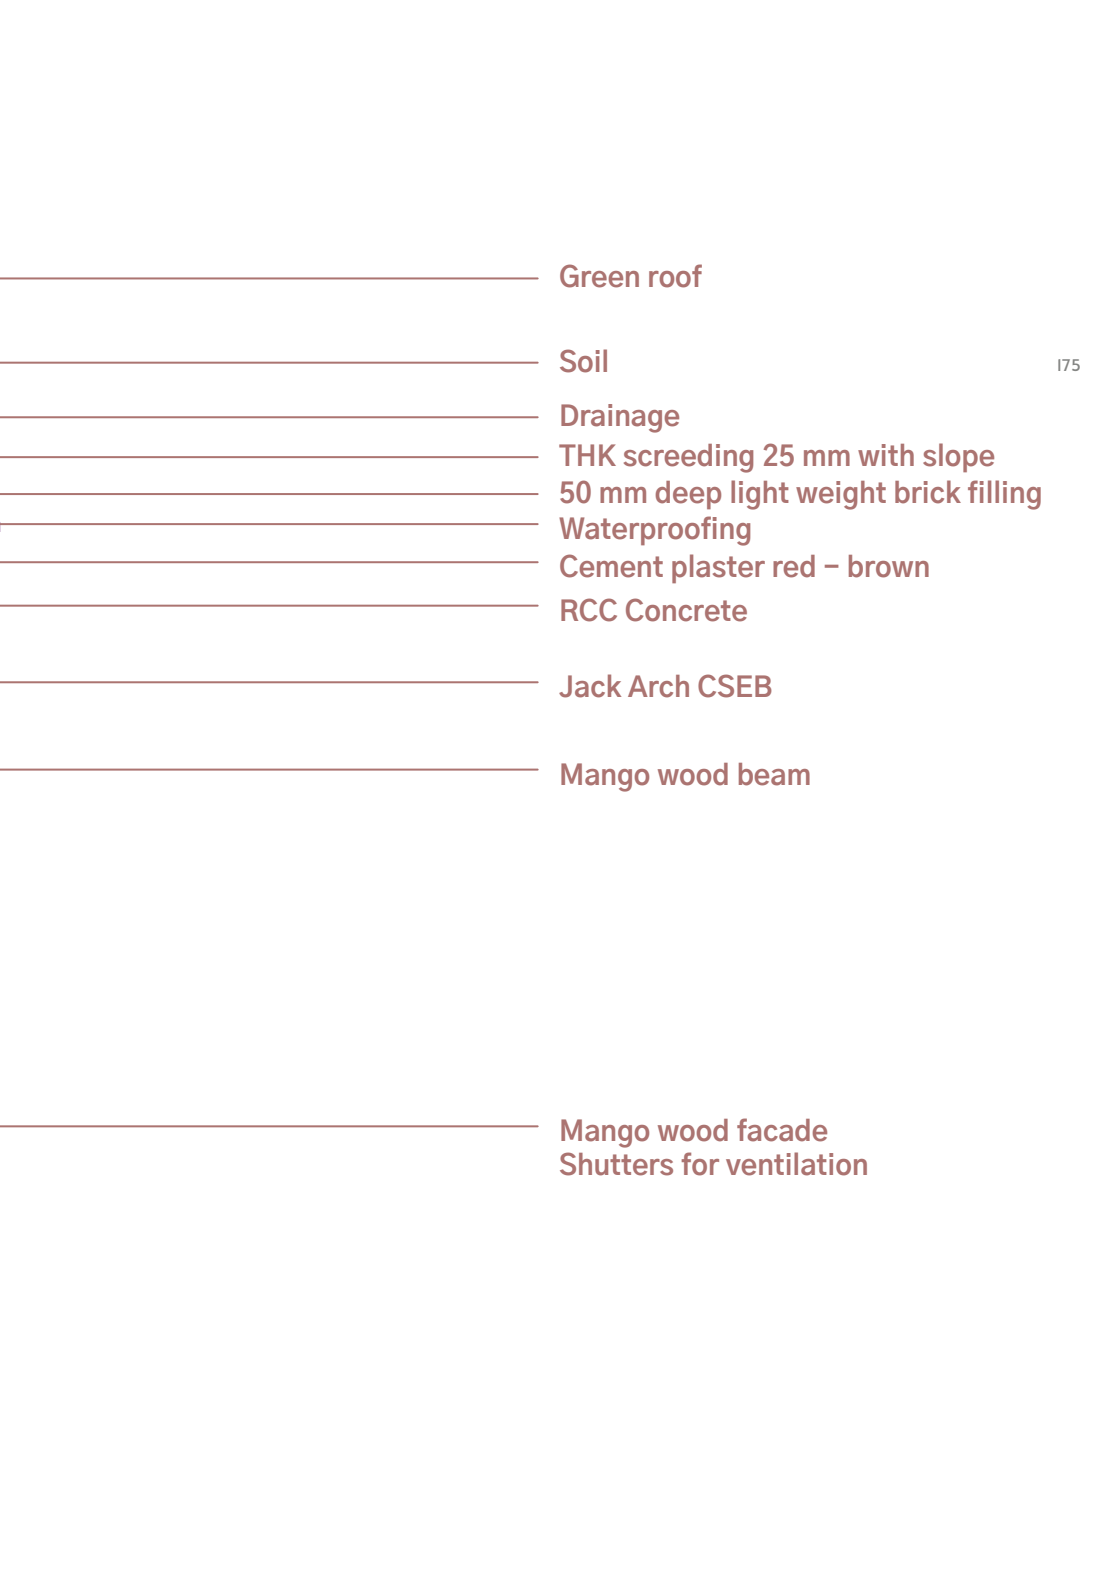 Green roof
Soil
175
Drainage
THK screeding 25 mm with slope
50 mm deep light weight brick filling
Waterproofing
Cement plaster red – brown
RCC Concrete
Jack Arch CSEB
Mango wood beam
Mango wood facade
Shutters for ventilation